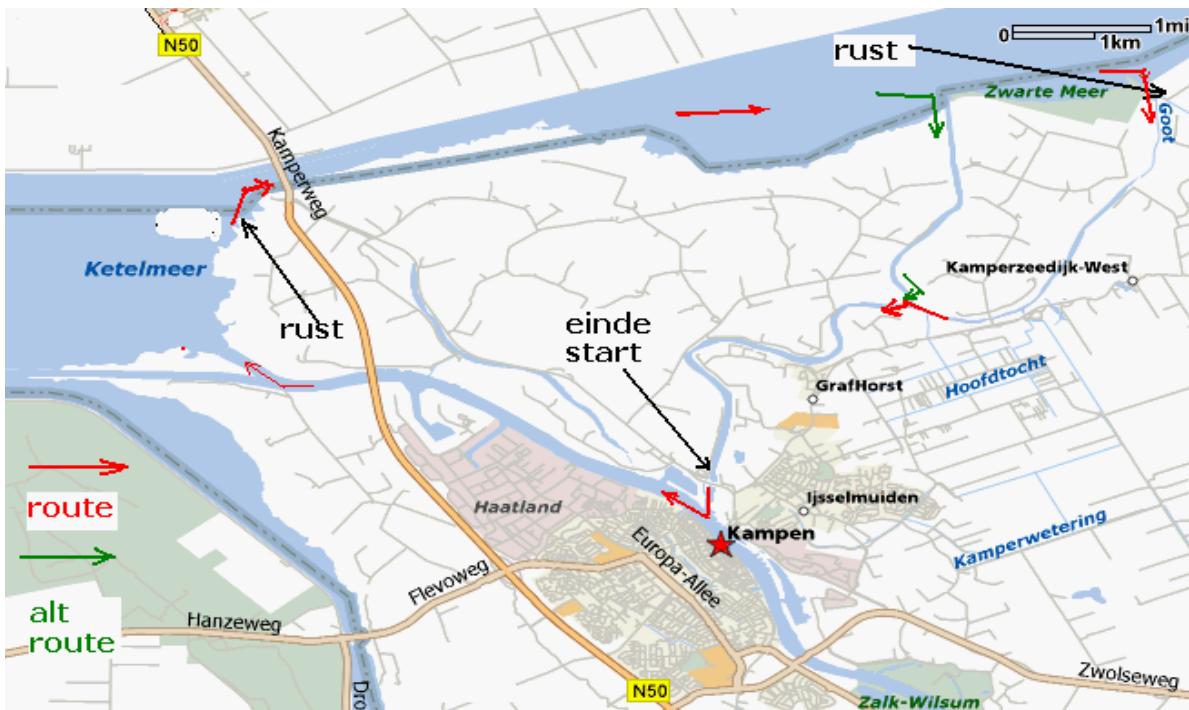 N50
0
1mi
1km
rust
Zwarte Meer
Goot
Kamperweg
Ketelmeer
rust
Kamperzeedijk-West
einde
start
GrafHorst
Hoofdtocht
route
Haatland
Ijsselmuiden
Kampen
Kamperwetering
Europa-Allee
Flevoweg
alt
route
Hanzeweg
Dro
N50
Zwolseweg
Zalk-Wilsum